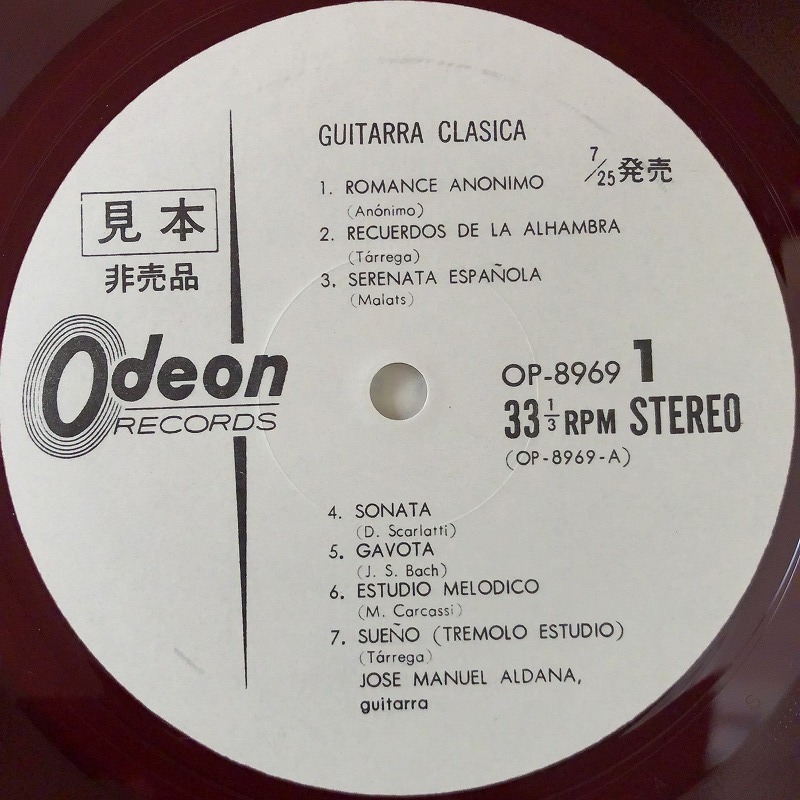 GUITARRA CLASICA
7/25発売
1. ROMANCE ANONIMO
(Anónimo)
2. RECUERDOS DE LA ALHAMBRA
(Tárrega)
3. SERENATA ESPAÑOLA
(Malats)
見本
非売品
Odeon
RECORDS
OP-8969 1
33 1/3 RPM STEREO
(OP-8969-A)
4. SONATA
(D. Scarlatti)
5. GAVOTA
(J. S. Bach)
6. ESTUDIO MELODICO
(M. Carcassi)
7. SUEÑO (TREMOLO ESTUDIO)
(Tárrega)
JOSE MANUEL ALDANA,
guitarra